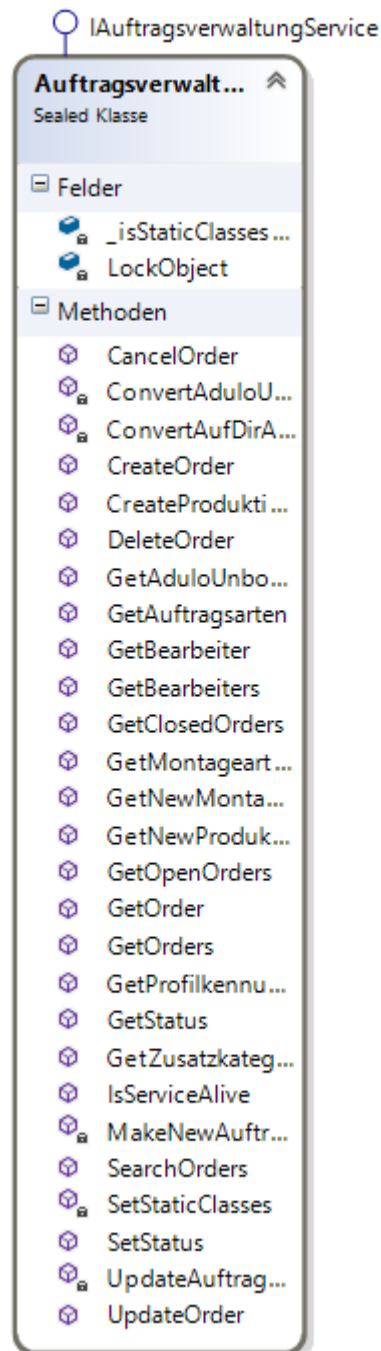 IAuftragsverwaltungService
Auftragsverwalt...
Sealed Klasse
Felder
_isStaticClasses...
LockObject
Methoden
CancelOrder
ConvertAduloU...
ConvertAufDirA...
CreateOrder
CreateProdukti...
DeleteOrder
GetAduloUnbo...
GetAuftragsarten
GetBearbeiter
GetBearbeiters
GetClosedOrders
GetMontageart...
GetNewMonta...
GetNewProduk...
GetOpenOrders
GetOrder
GetOrders
GetProfilkennu...
GetStatus
GetZusatzkateg...
IsServiceAlive
MakeNewAuftr...
SearchOrders
SetStaticClasses
SetStatus
UpdateAuftrag...
UpdateOrder